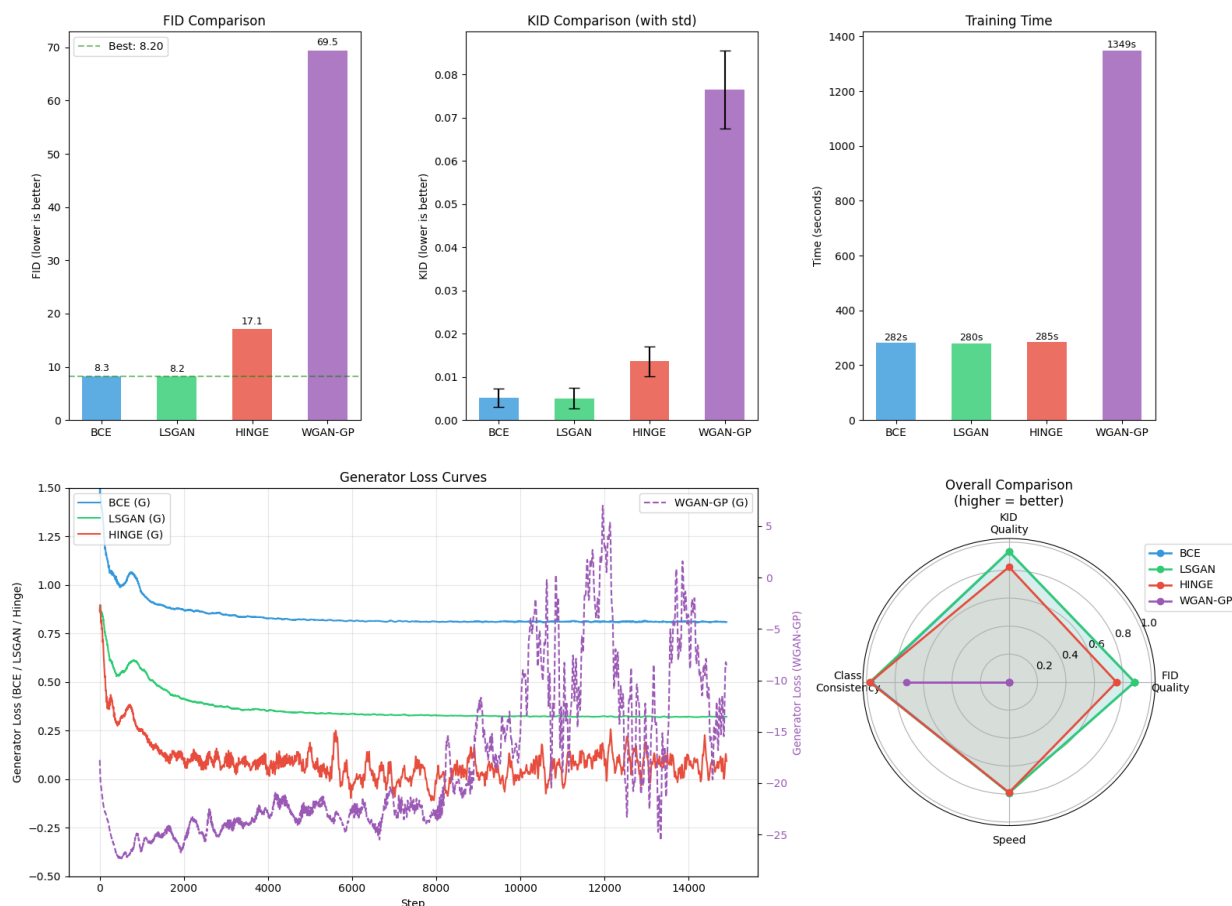 FID Comparison
FID (lower is better)
70
60
50
40
30
20
10
0
Best: 8.20
8.3
8.2
17.1
69.5
BCE
LSGAN
HINGE
WGAN-GP
KID Comparison (with std)
KID (lower is better)
0.08
0.07
0.06
0.05
0.04
0.03
0.02
0.01
0.00
BCE
LSGAN
HINGE
WGAN-GP
Training Time
Time (seconds)
1400
1200
1000
800
600
400
200
0
282s
280s
285s
1349s
BCE
LSGAN
HINGE
WGAN-GP
Generator Loss Curves
Generator Loss (BCE / LSGAN / Hinge)
1.50
1.25
1.00
0.75
0.50
0.25
0.00
−0.25
−0.50
BCE (G)
LSGAN (G)
HINGE (G)
WGAN-GP (G)
5
0
−5
−10
−15
−20
−25
Generator Loss (WGAN-GP)
0
2000
4000
6000
8000
10000
12000
14000
Step
Overall Comparison
(higher = better)
KID
Quality
BCE
LSGAN
HINGE
WGAN-GP
1.0
0.8
0.6
0.4
0.2
Class
Consistency
FID
Quality
Speed